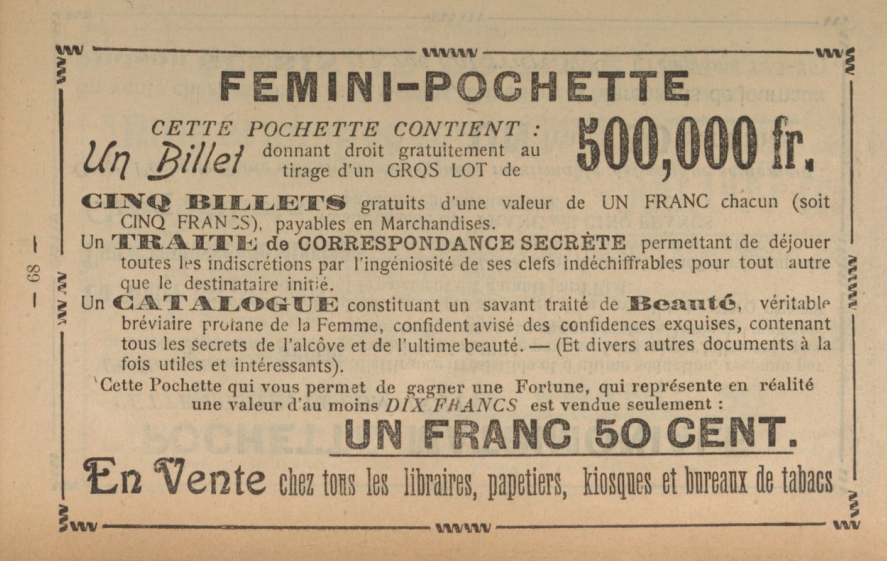 FEMINI-POCHETTE
CETTE POCHETTE CONTIENT :
Un Billet donnant droit gratuitement au
tirage d'un GROS LOT de
500,000 fr.
CINQ BILLETS gratuits d'une valeur de UN FRANC chacun (soit
CINQ FRANCS), payables en Marchandises.
Un TRAITE de CORRESPONDANCE SECRÈTE permettant de déjouer
toutes les indiscrétions par l'ingéniosité de ses clefs indéchiffrables pour tout autre
que le destinataire initié.
Un CATALOGUE constituant un savant traité de Beauté, véritable
bréviaire profane de la Femme, confident avisé des confidences exquises, contenant
tous les secrets de l'alcôve et de l'ultime beauté. — (Et divers autres documents à la
fois utiles et intéressants).
Cette Pochette qui vous permet de gagner une Fortune, qui représente en réalité
une valeur d'au moins DIX FRANCS est vendue seulement :
UN FRANC 50 CENT.
En Vente chez tous les libraires, papetiers, kiosques et bureaux de tabacs
— 68 —